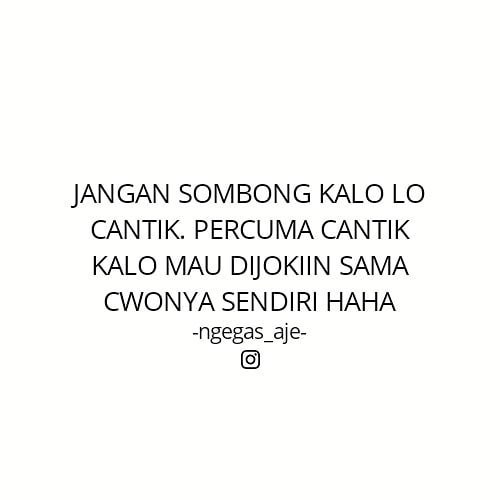 JANGAN SOMBONG KALO LO
CANTIK. PERCUMA CANTIK
KALO MAU DIJOKIIN SAMA
CWONYA SENDIRI HAHA
-ngegas_aje-